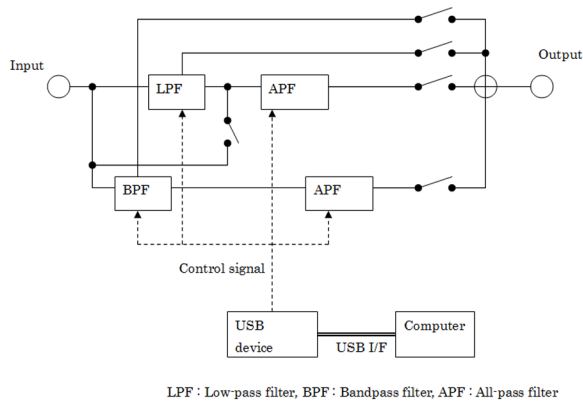 Input
Output
LPF
APF
BPF
APF
Control signal
USB
device
Computer
USB I/F
LPF : Low-pass filter, BPF : Bandpass filter, APF : All-pass filter